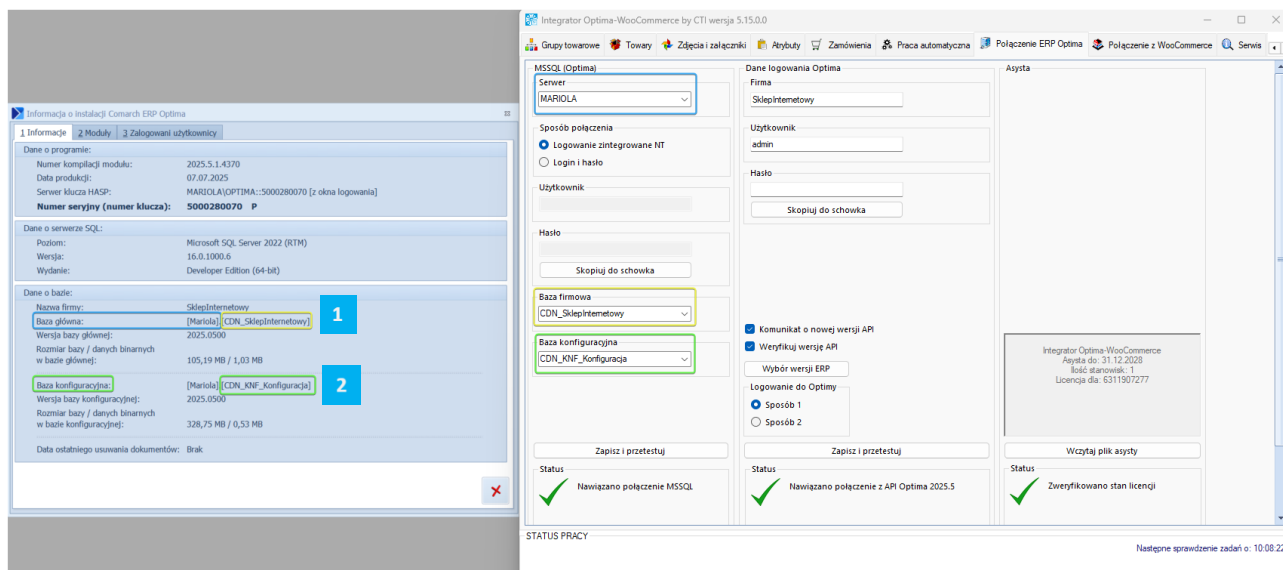 Informacja o instalacji Comarch ERP Optima
1 Informacje
2 Moduły
3 Zalogowani użytkownicy
Dane o programie:
Numer kompilacji modułu: 2025.5.1.4370
Data produkcji: 07.07.2025
Serwer klucza HASP: MARIOLA\OPTIMA::5000280070 [z okna logowania]
Numer seryjny (numer klucza): 5000280070 P
Dane o serwerze SQL:
Poziom: Microsoft SQL Server 2022 (RTM)
Wersja: 16.0.1000.6
Wydanie: Developer Edition (64-bit)
Dane o bazie:
Nazwa firmy: SklepInternetowy
Baza główna: [Mariola].[CDN_SklepInternetowy]
1
Wersja bazy głównej: 2025.0500
Rozmiar bazy / danych binarnych
w bazie głównej: 105,19 MB / 1,03 MB
Baza konfiguracyjna: [Mariola].[CDN_KNF_Konfiguracja]
2
Wersja bazy konfiguracyjnej: 2025.0500
Rozmiar bazy / danych binarnych
w bazie konfiguracyjnej: 328,75 MB / 0,53 MB
Data ostatniego usuwania dokumentów: Brak
Integrator Optima-WooCommerce by CTI wersja 5.15.0.0
Grupy towarowe
Towary
Zdjęcia i załączniki
Atrybuty
Zamówienia
Praca automatyczna
Połączenie ERP Optima
Połączenie z WooCommerce
Serwis
MSSQL (Optima)
Serwer
MARIOLA
Sposób połączenia
Logowanie zintegrowane NT
Login i hasło
Użytkownik
Hasło
Skopiuj do schowka
Baza firmowa
CDN_SklepInternetowy
Baza konfiguracyjna
CDN_KNF_Konfiguracja
Zapisz i przetestuj
Status
Nawiązano połączenie MSSQL
Dane logowania Optima
Firma
SklepInternetowy
Użytkownik
admin
Hasło
Skopiuj do schowka
Komunikat o nowej wersji API
Weryfikuj wersję API
Wybór wersji ERP
Logowanie do Optimy
Sposób 1
Sposób 2
Zapisz i przetestuj
Status
Nawiązano połączenie z API Optima 2025.5
Asysta
Integrator Optima-WooCommerce
Asysta do: 31.12.2028
Ilość stanowisk: 1
Licencja dla: 6311907277
Wczytaj plik asysty
Status
Zweryfikowano stan licencji
STATUS PRACY
Następne sprawdzenie zadań o: 10:08:22